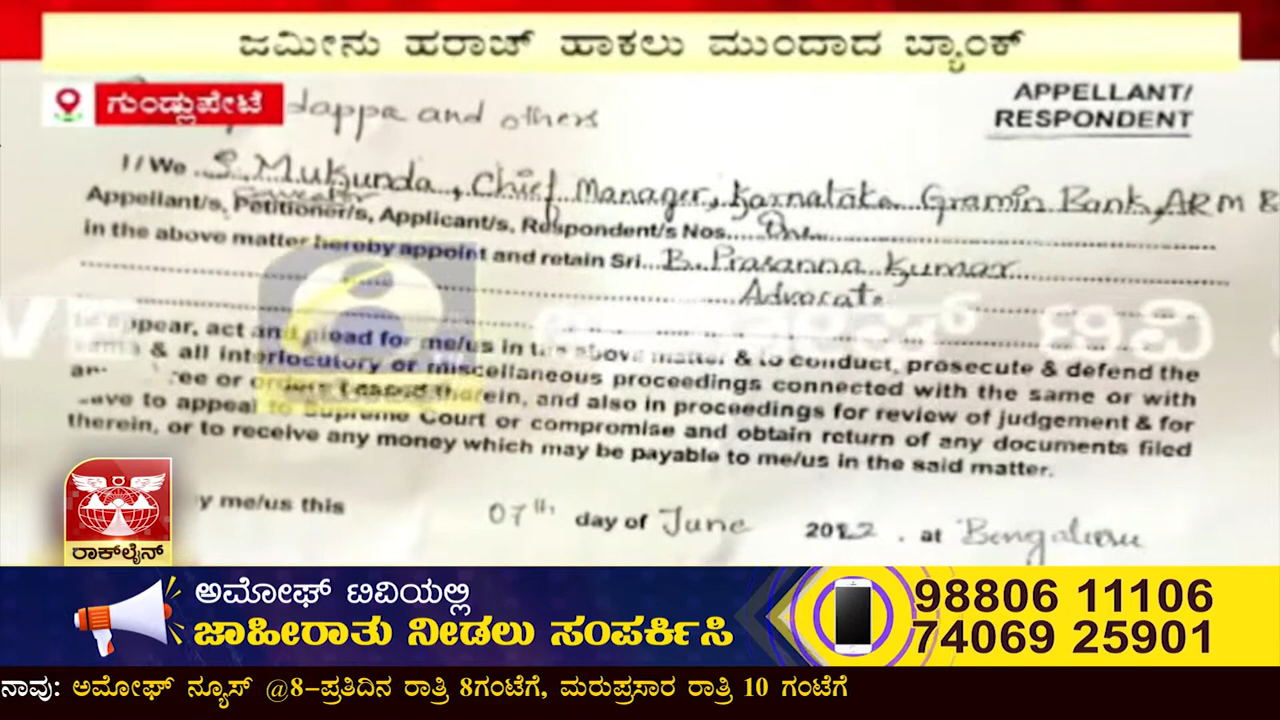 ಜಮೀನು ಹರಾಜ್ ಹಾಕಲು ಮುಂದಾದ ಬ್ಯಾಂಕ್
ಗುಂಡ್ಲುಪೇಟೆ
dappa and others
APPELLANT/
RESPONDENT
I / We S. Mukunda, Chief Manager, Karnataka Gramin Bank, ARM &
Appellant/s, Petitioner/s, Applicant/s, Respondent/s Nos.
in the above matter hereby appoint and retain Sri. B. Prasanna Kumar
Advocate
appear, act and plead for me/us in the above matter & to conduct, prosecute & defend the
& all interlocutory or miscellaneous proceedings connected with the same or with
or orders therein, and also in proceedings for review of judgement & for
to appeal to Supreme Court or compromise and obtain return of any documents filed
therein, or to receive any money which may be payable to me/us in the said matter.
me/us this 07th day of June 2022. at Bengaluru
ಟಿವಿ
ರಾಕ್‌ಲೈನ್
ಅಮೋಘ್ ಟಿವಿಯಲ್ಲಿ
ಜಾಹೀರಾತು ನೀಡಲು ಸಂಪರ್ಕಿಸಿ
98806 11106
74069 25901
ನಾವು: ಅಮೋಘ್ ನ್ಯೂಸ್ @8-ಪ್ರತಿದಿನ ರಾತ್ರಿ 8ಗಂಟೆಗೆ, ಮರುಪ್ರಸಾರ ರಾತ್ರಿ 10 ಗಂಟೆಗೆ